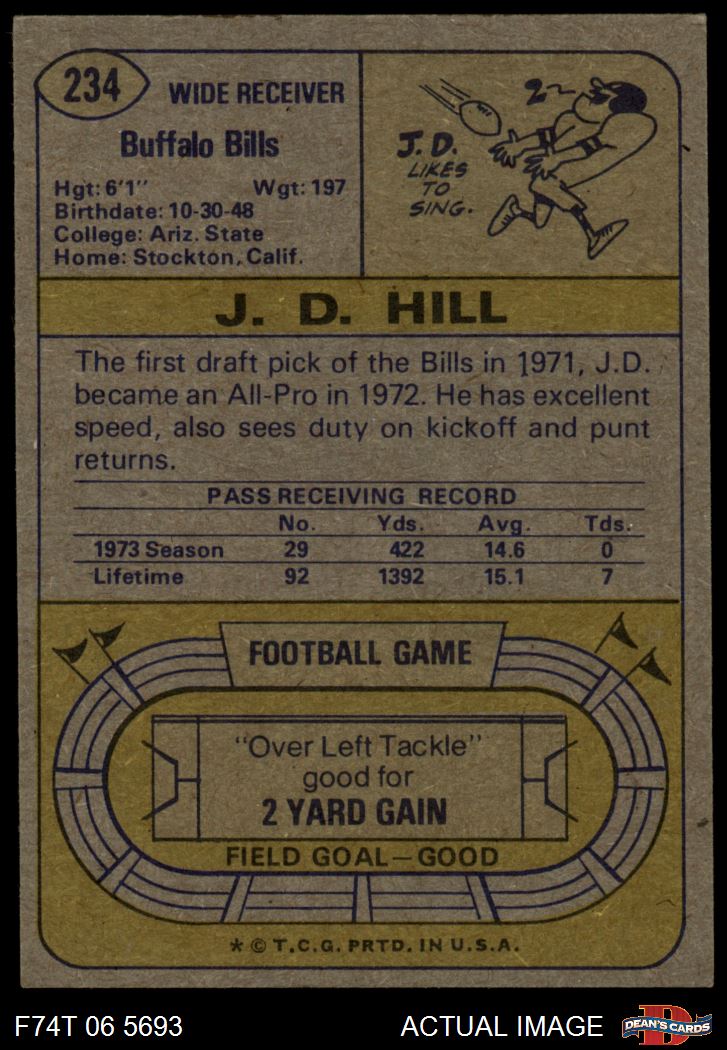 234
WIDE RECEIVER
Buffalo Bills
Hgt: 6'1" Wgt: 197
Birthdate: 10-30-48
College: Ariz. State
Home: Stockton, Calif.
J.D.
LIKES
TO
SING.
J. D. HILL
The first draft pick of the Bills in 1971, J.D.
became an All-Pro in 1972. He has excellent
speed, also sees duty on kickoff and punt
returns.
PASS RECEIVING RECORD
No. Yds. Avg. Tds.
1973 Season 29 422 14.6 0
Lifetime 92 1392 15.1 7
FOOTBALL GAME
"Over Left Tackle"
good for
2 YARD GAIN
FIELD GOAL—GOOD
* © T.C.G. PRTD. IN U.S.A.
F74T 06 5693 ACTUAL IMAGE
D
DEAN'S CARDS